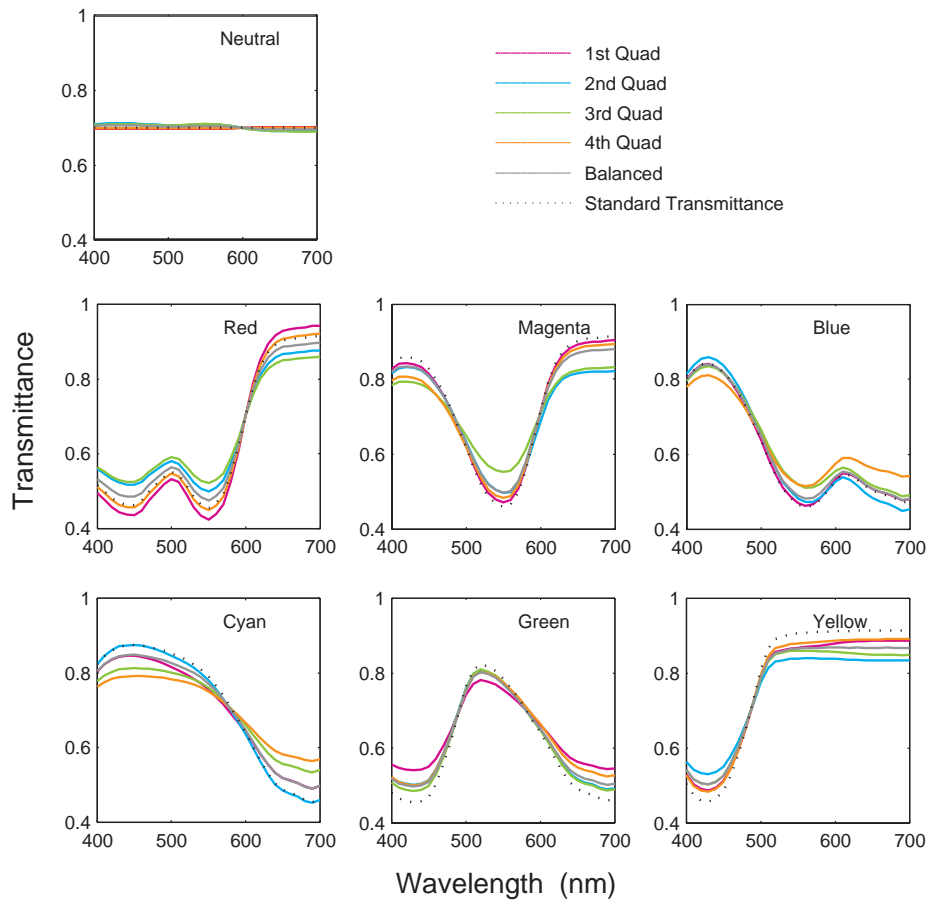 1
0.8
0.6
0.4
400 500 600 700
Neutral
1st Quad
2nd Quad
3rd Quad
4th Quad
Balanced
Standard Transmittance
Transmittance
1
0.8
0.6
0.4
400 500 600 700
Red
1
0.8
0.6
0.4
400 500 600 700
Magenta
1
0.8
0.6
0.4
400 500 600 700
Blue
1
0.8
0.6
0.4
400 500 600 700
Cyan
1
0.8
0.6
0.4
400 500 600 700
Green
1
0.8
0.6
0.4
400 500 600 700
Yellow
Wavelength (nm)